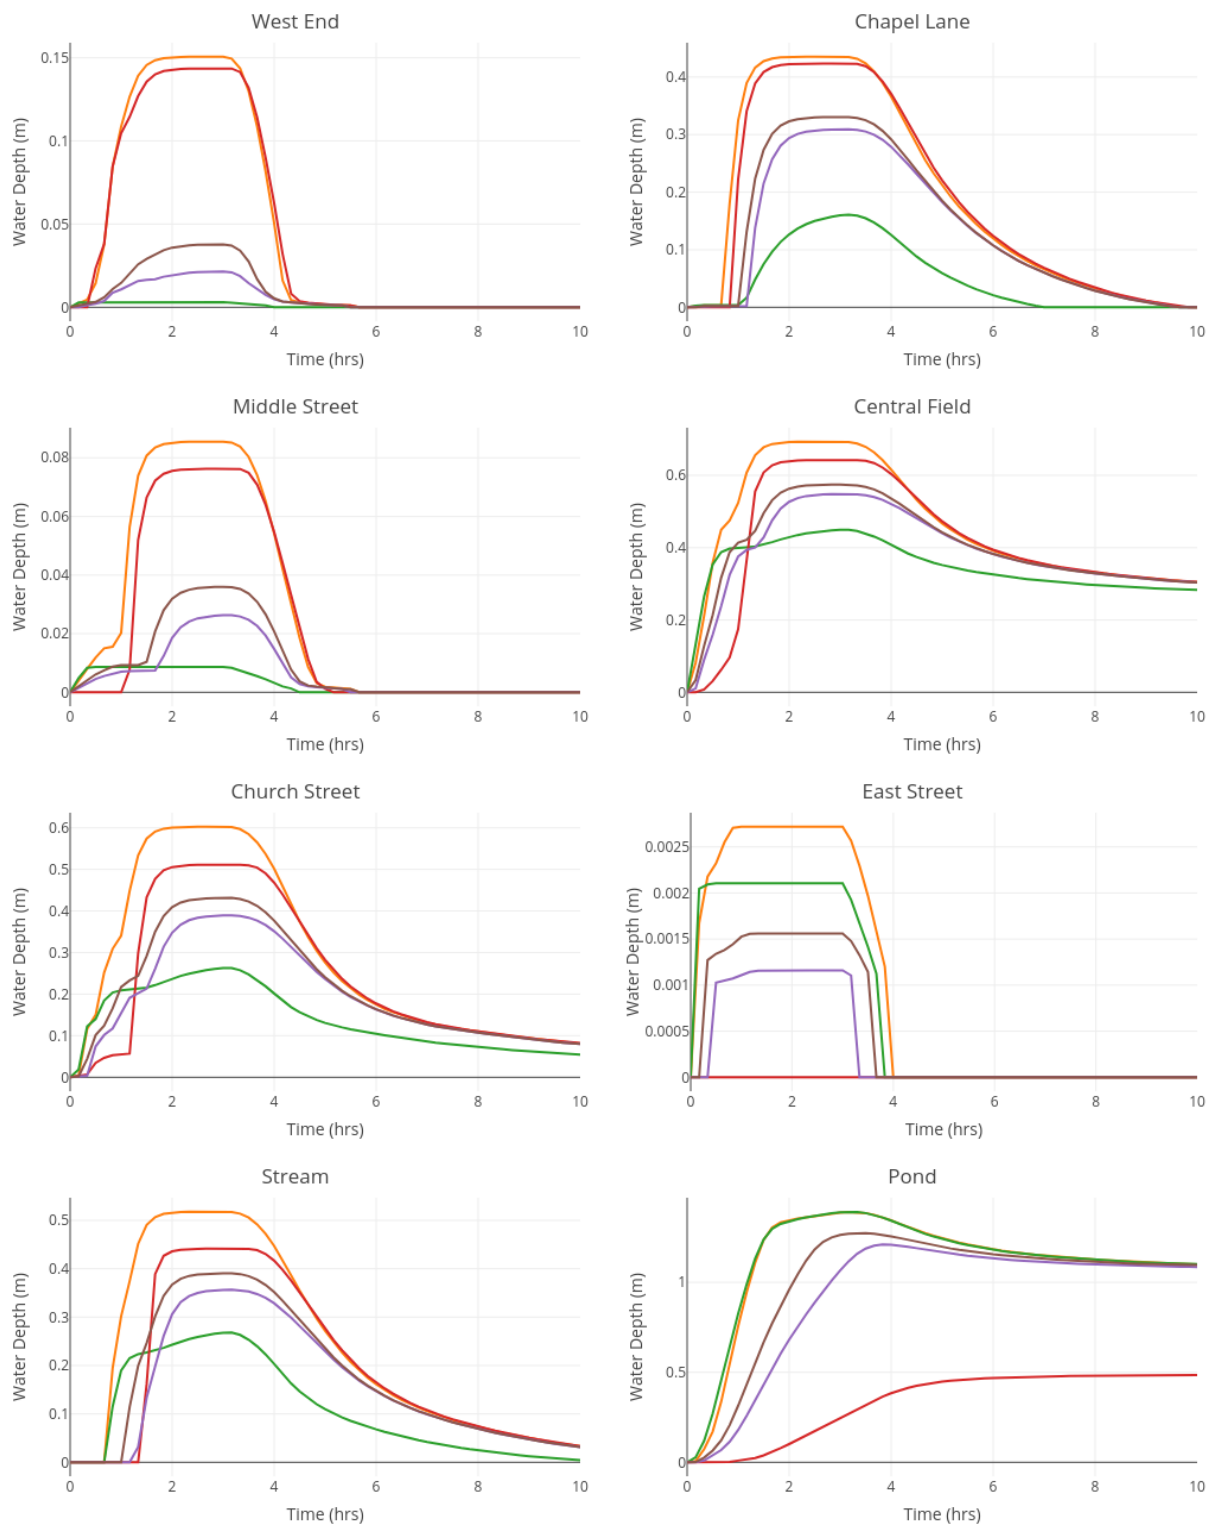 West End
Water Depth (m)
0.15
0.1
0.05
0
0 2 4 6 8 10
Time (hrs)
Chapel Lane
Water Depth (m)
0.4
0.3
0.2
0.1
0
0 2 4 6 8 10
Time (hrs)
Middle Street
Water Depth (m)
0.08
0.06
0.04
0.02
0
0 2 4 6 8 10
Time (hrs)
Central Field
Water Depth (m)
0.6
0.4
0.2
0
0 2 4 6 8 10
Time (hrs)
Church Street
Water Depth (m)
0.6
0.5
0.4
0.3
0.2
0.1
0
0 2 4 6 8 10
Time (hrs)
East Street
Water Depth (m)
0.0025
0.002
0.0015
0.001
0.0005
0
0 2 4 6 8 10
Time (hrs)
Stream
Water Depth (m)
0.5
0.4
0.3
0.2
0.1
0
0 2 4 6 8 10
Time (hrs)
Pond
Water Depth (m)
1
0.5
0
0 2 4 6 8 10
Time (hrs)